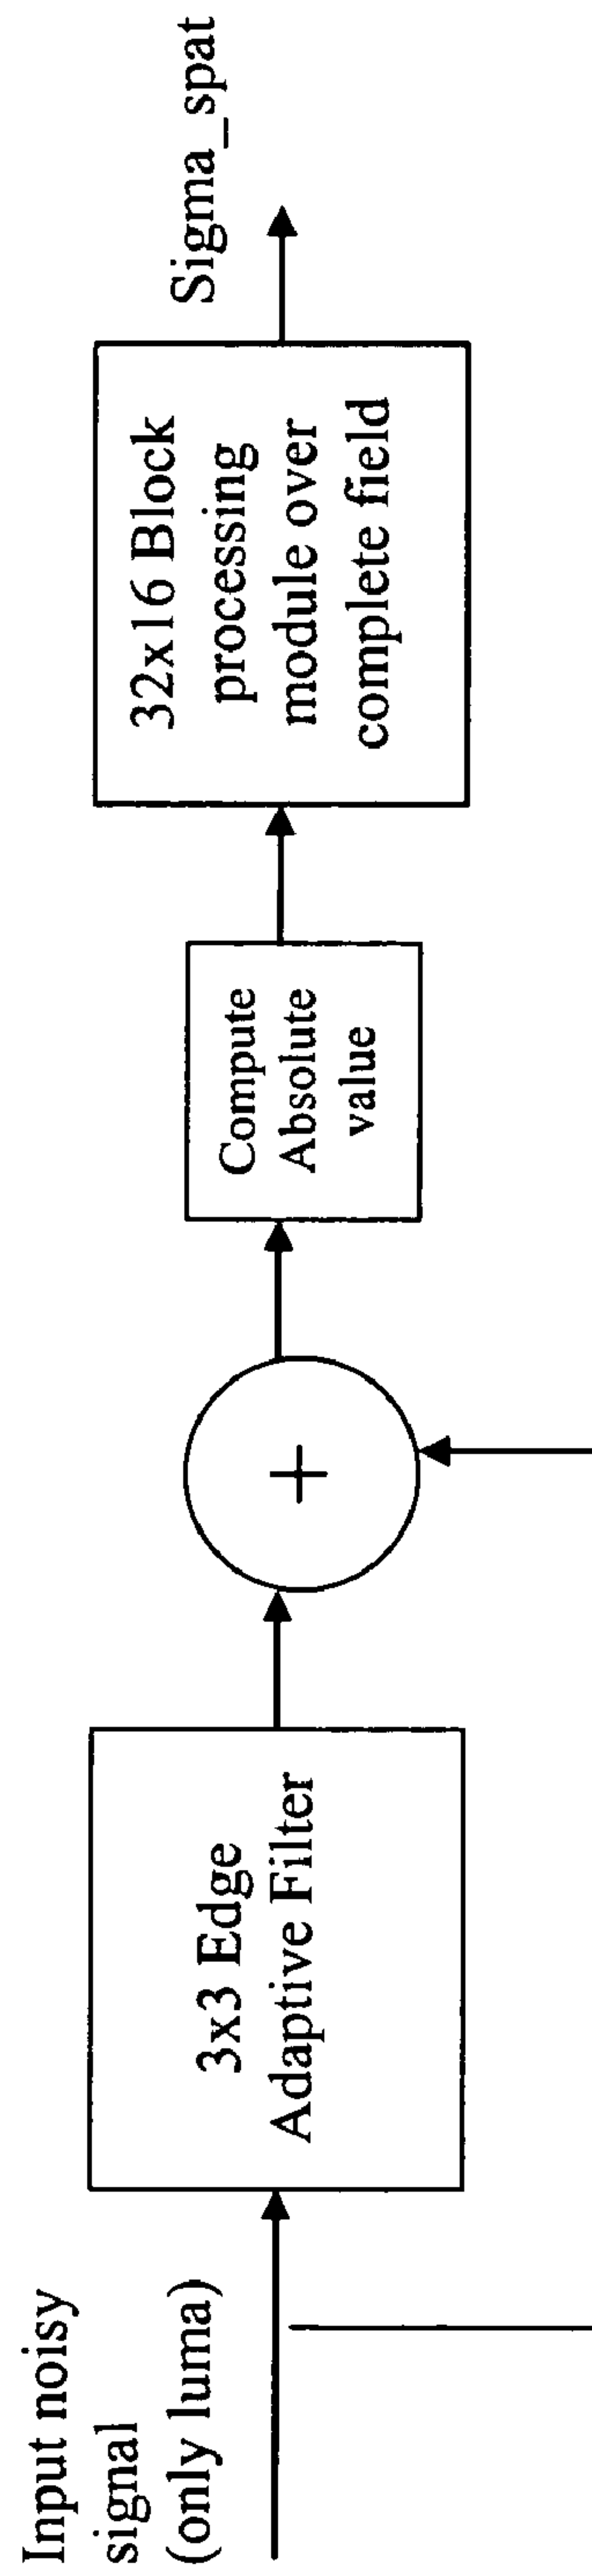 Input noisy
signal
(only luma)
3x3 Edge
Adaptive Filter
+
Compute
Absolute
value
32x16 Block
processing
module over
complete field
Sigma_spat